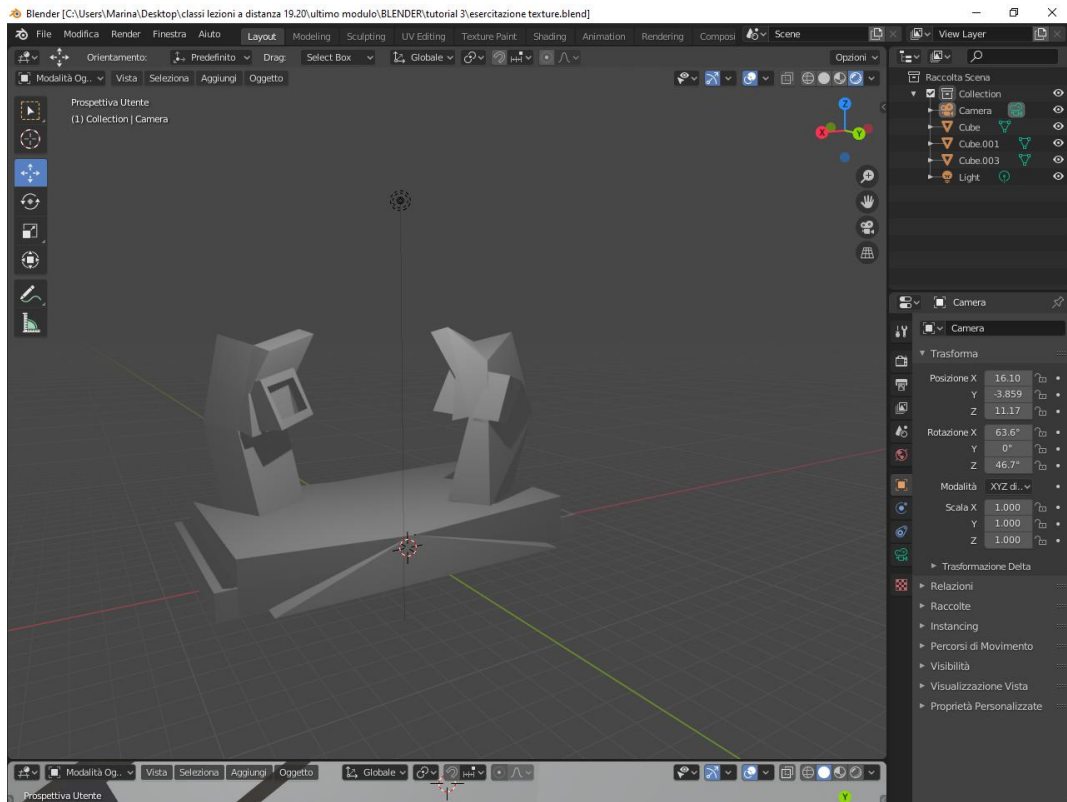 Blender [C:\Users\Marina\Desktop\classi lezioni a distanza 19.20\ultimo modulo\BLENDER\tutorial 3\esercitazione texture.blend]
File Modifica Render Finestra Aiuto Layout Modeling Sculpting UV Editing Texture Paint Shading Animation Rendering Composi Scene View Layer
Orientamento: Predefinito Drag: Select Box Globale Opzioni
Modalità Og.. Vista Seleziona Aggiungi Oggetto
Prospettiva Utente
(1) Collection | Camera
Z
X
Y
Raccolta Scena
Collection
Camera
Cube
Cube.001
Cube.003
Light
Camera
Camera
Trasforma
Posizione X 16.10
Y -3.859
Z 11.17
Rotazione X 63.6°
Y 0°
Z 46.7°
Modalità XYZ di..
Scala X 1.000
Y 1.000
Z 1.000
Trasformazione Delta
Relazioni
Raccolte
Instancing
Percorsi di Movimento
Visibilità
Visualizzazione Vista
Proprietà Personalizzate
Modalità Og.. Vista Seleziona Aggiungi Oggetto Globale
Prospettiva Utente
Y